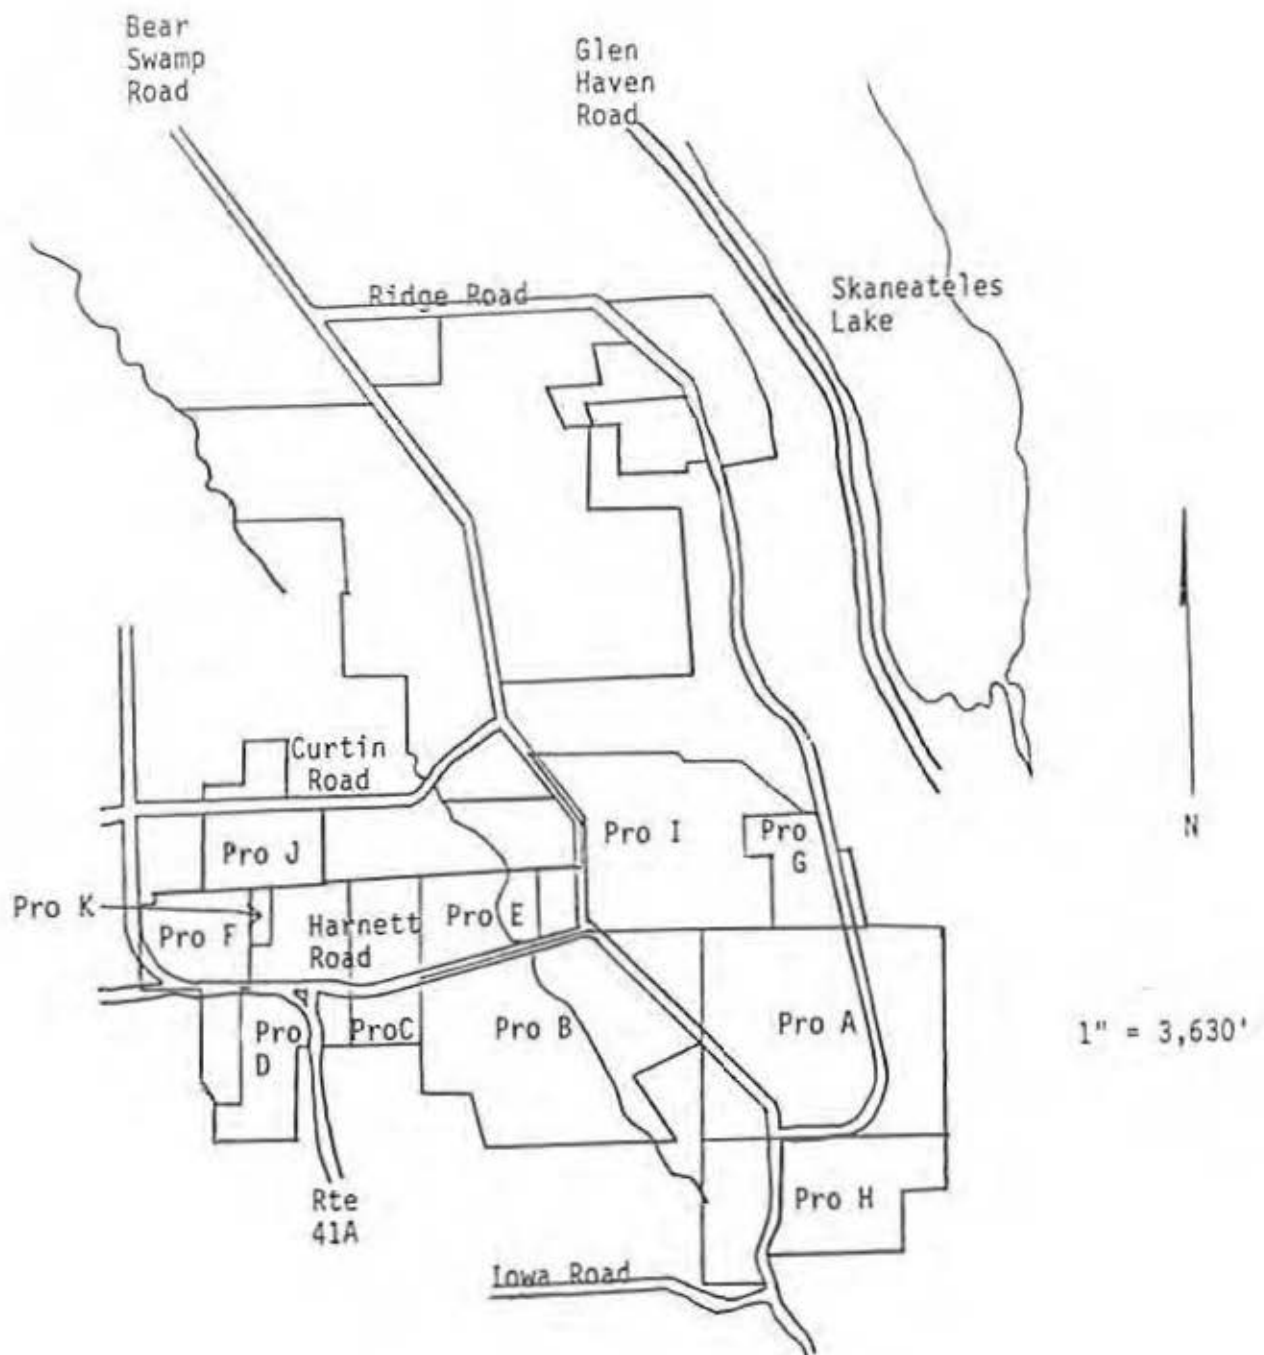 Bear
Swamp
Road
Glen
Haven
Road
Ridge Road
Skaneateles
Lake
Curtin
Road
Pro I
Pro
G
Pro J
Pro K
Pro F
Harnett
Road
Pro E
Pro
D
ProC
Pro B
Pro A
N
1" = 3,630'
Pro H
Rte
41A
Iowa Road